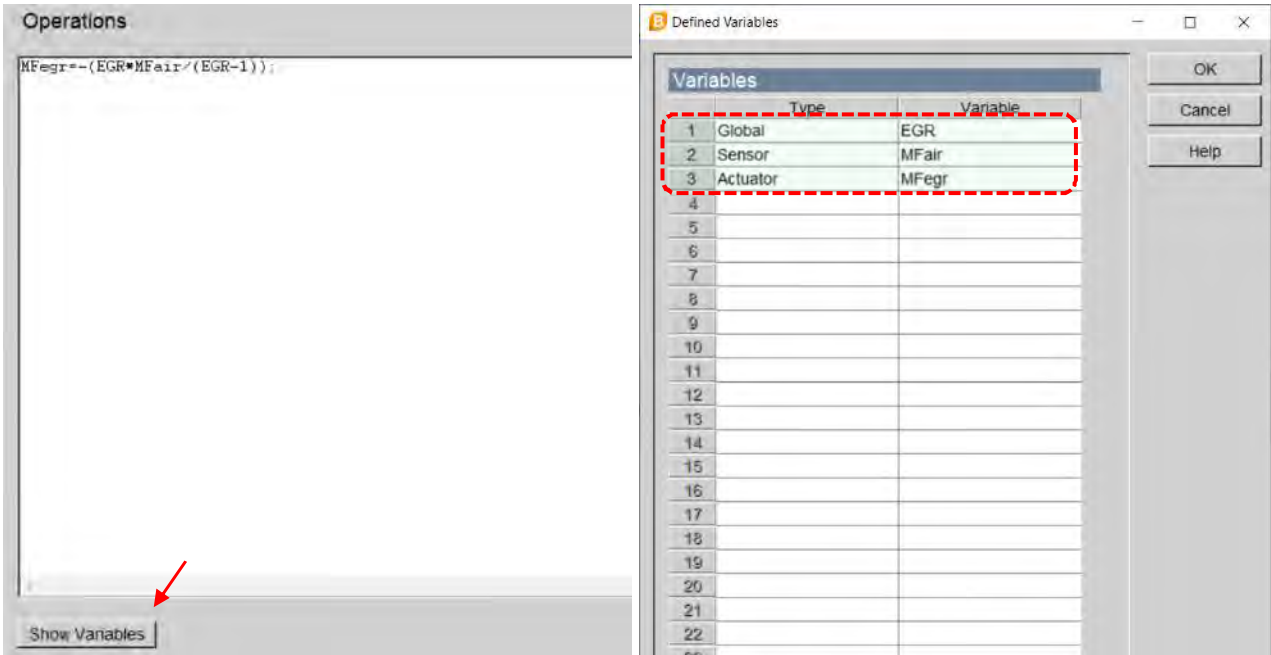 Operations
MFegr=-(EGR*MFair/(EGR-1));
Show Variables
Defined Variables
Variables
Type Variable
1 Global EGR
2 Sensor MFair
3 Actuator MFegr
4
5
6
7
8
9
10
11
12
13
14
15
16
17
18
19
20
21
22
OK
Cancel
Help